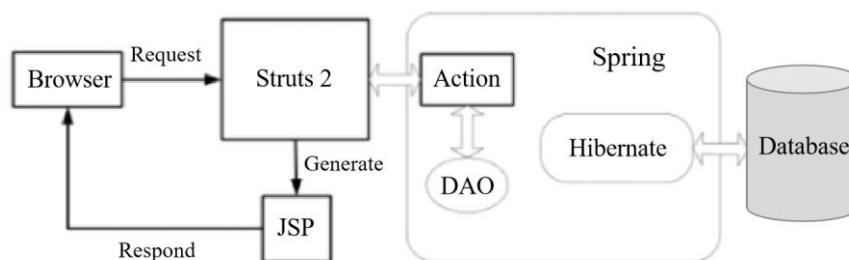 Browser
Request
Struts 2
Generate
JSP
Respond
Action
DAO
Spring
Hibernate
Database